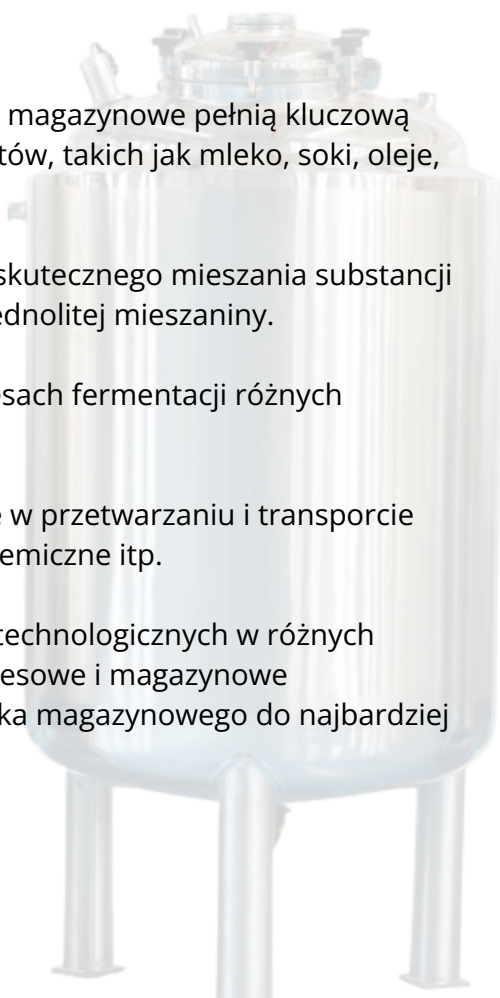 magazynowe pełnią kluczową
tów, takich jak mleko, soki, oleje,
skutecznego mieszania substancji
ednolitej mieszaniny.
sach fermentacji różnych
e w przetwarzaniu i transporcie
emiczne itp.
technologicznych w różnych
esowe i magazynowe
ka magazynowego do najbardziej